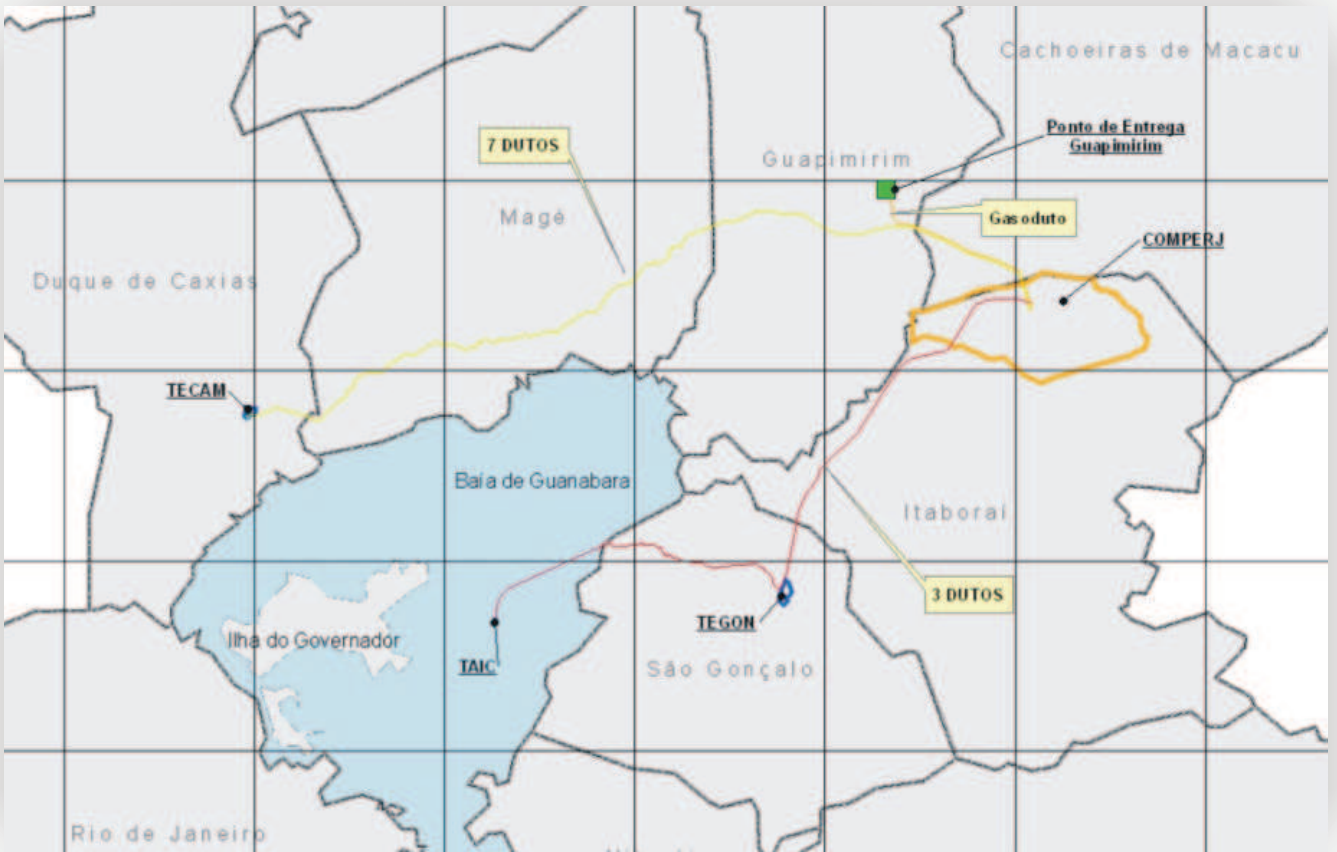 Cachoeiras de Macacu
Ponto de Entrega
Guapimirim
7 DUTOS
Guapimirim
Magé
Gasoduto
COMPERJ
Duque de Caxias
TECAM
Baía de Guanabara
Itaboraí
3 DUTOS
TEGON
Ilha do Governador
TAIC
São Gonçalo
Rio de Janeiro